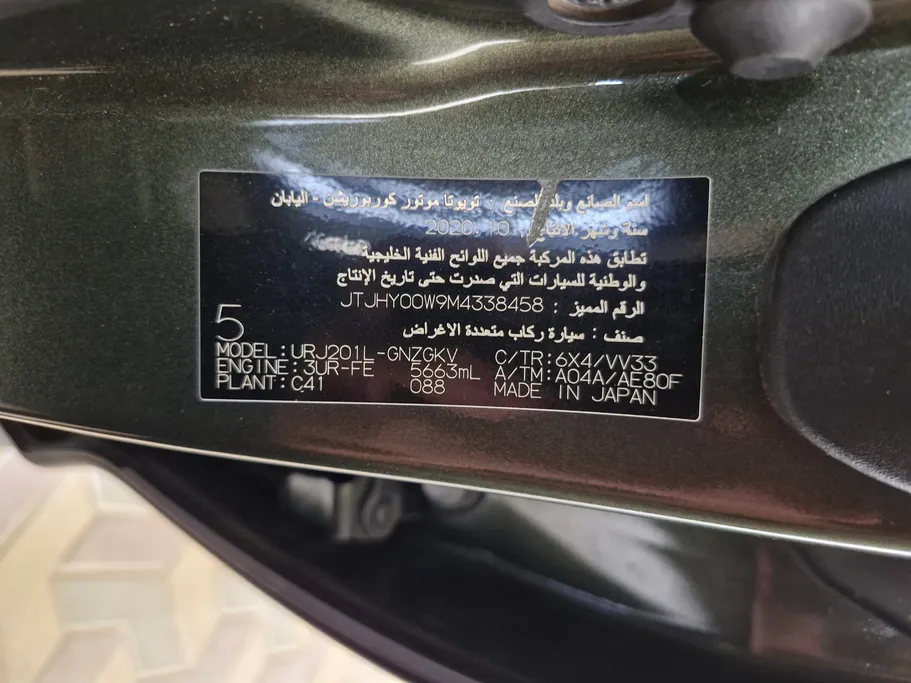 اسم الصانع وبلد الصنع : تويوتا موتور كوربوريشن - اليابان
سنة وشهر الانتاج : 2020. 10
تطابق هذه المركبة جميع اللوائح الفنية الخليجية
والوطنية للسيارات التي صدرت حتى تاريخ الإنتاج
الرقم المميز : JTJHY00W9M4338458
صنف : سيارة ركاب متعددة الاغراض
5
MODEL:URJ201L-GNZGKV C/TR:6X4/VV33
ENGINE:3UR-FE 5663mL A/TM:A04A/AE80F
PLANT:C41 088 MADE IN JAPAN